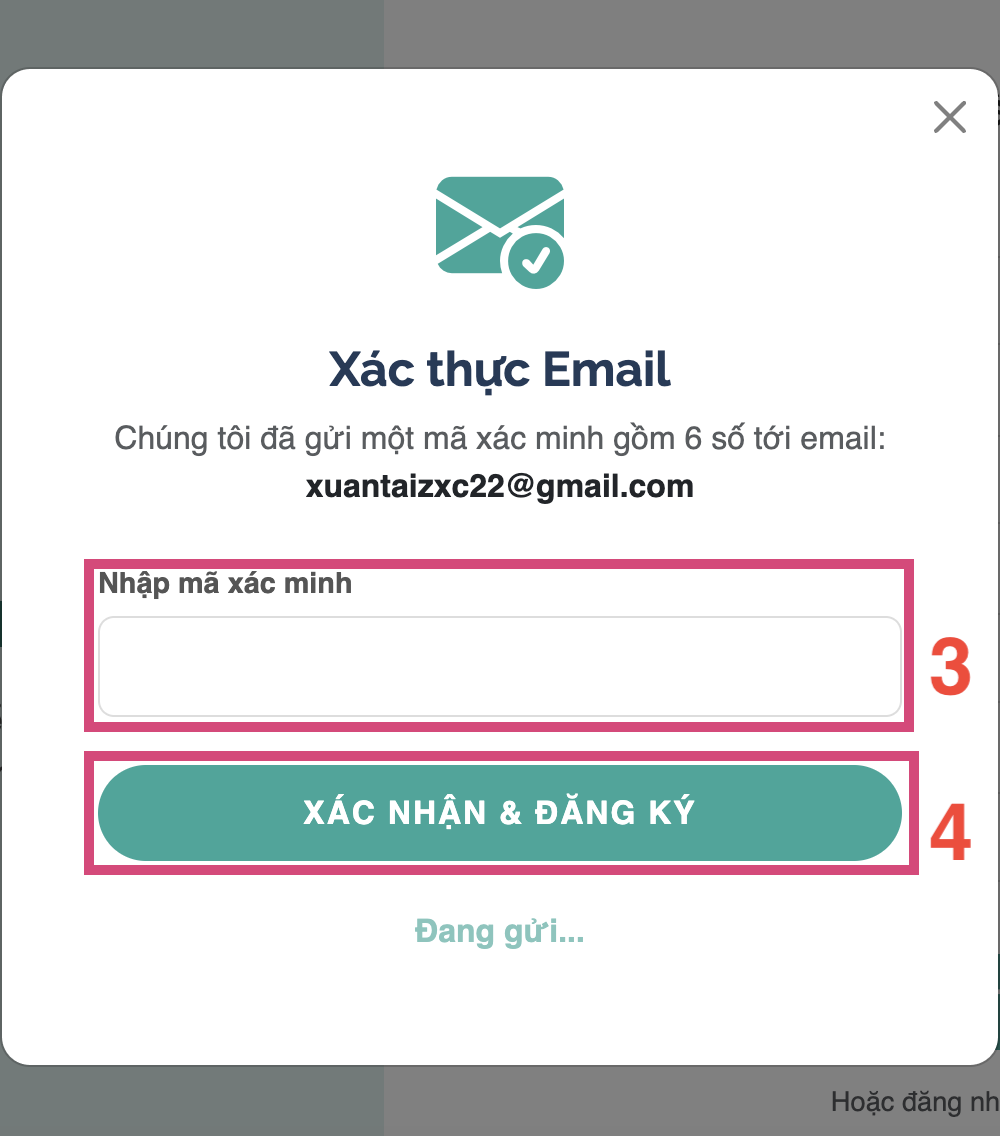 Xác thực Email
Chúng tôi đã gửi một mã xác minh gồm 6 số tới email:
xuantaizxc22@gmail.com
Nhập mã xác minh
3
XÁC NHẬN & ĐĂNG KÝ
4
Đang gửi...
Hoặc đăng nh